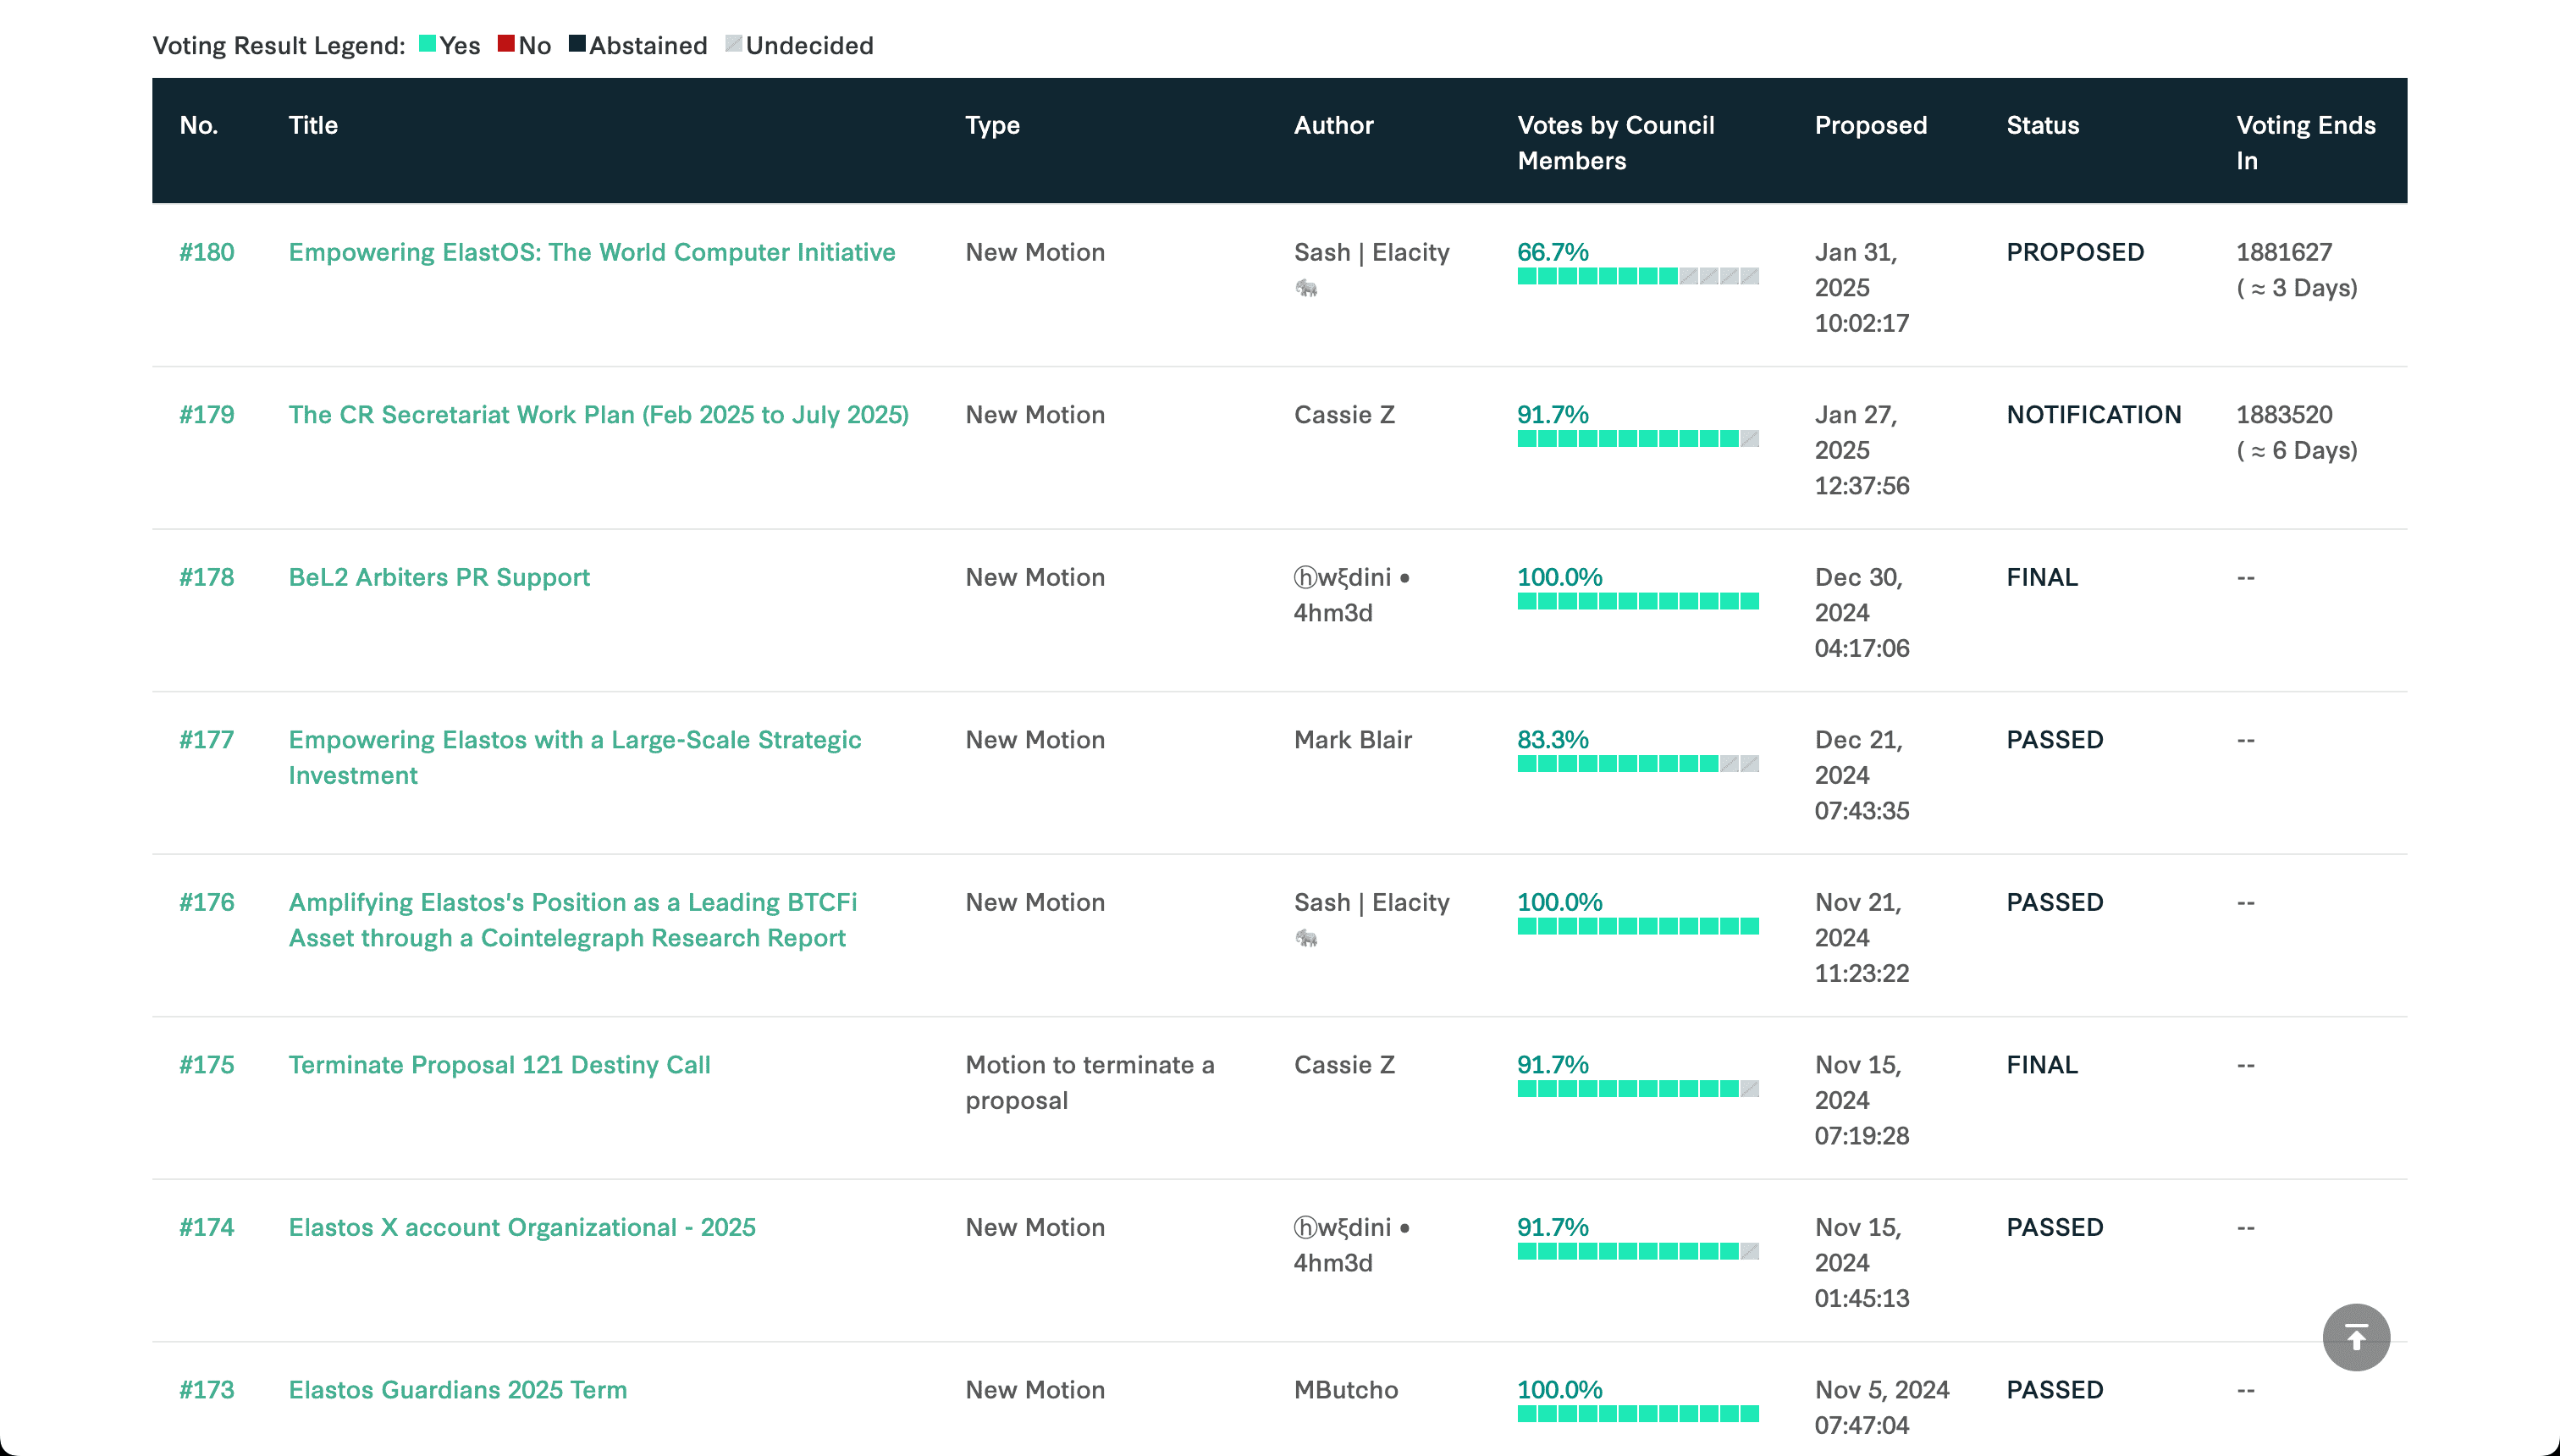 Voting Result Legend: Yes No Abstained Undecided
No. Title Type Author Votes by Council Members Proposed Status Voting Ends In
#180 Empowering ElastOS: The World Computer Initiative New Motion Sash | Elacity 🐘 66.7% Jan 31, 2025 10:02:17 PROPOSED 1881627 ( ≈ 3 Days)
#179 The CR Secretariat Work Plan (Feb 2025 to July 2025) New Motion Cassie Z 91.7% Jan 27, 2025 12:37:56 NOTIFICATION 1883520 ( ≈ 6 Days)
#178 BeL2 Arbiters PR Support New Motion ⓗwξdini • 4hm3d 100.0% Dec 30, 2024 04:17:06 FINAL --
#177 Empowering Elastos with a Large-Scale Strategic Investment New Motion Mark Blair 83.3% Dec 21, 2024 07:43:35 PASSED --
#176 Amplifying Elastos's Position as a Leading BTCFi Asset through a Cointelegraph Research Report New Motion Sash | Elacity 🐘 100.0% Nov 21, 2024 11:23:22 PASSED --
#175 Terminate Proposal 121 Destiny Call Motion to terminate a proposal Cassie Z 91.7% Nov 15, 2024 07:19:28 FINAL --
#174 Elastos X account Organizational - 2025 New Motion ⓗwξdini • 4hm3d 91.7% Nov 15, 2024 01:45:13 PASSED --
#173 Elastos Guardians 2025 Term New Motion MButcho 100.0% Nov 5, 2024 07:47:04 PASSED --